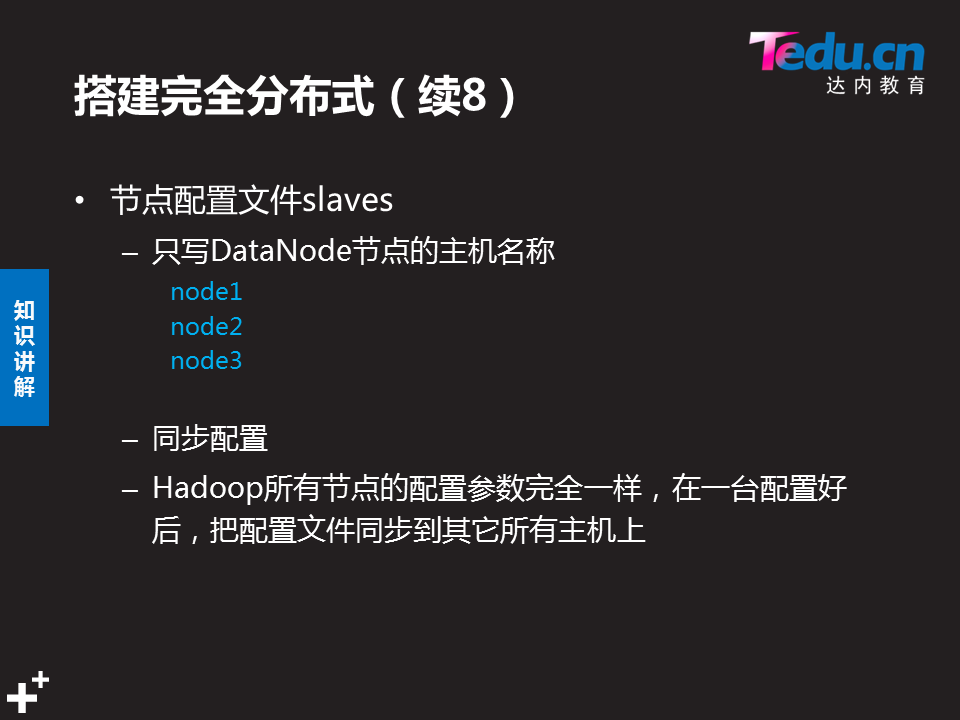 Tedu.cn
达内教育
搭建完全分布式（续8）
• 节点配置文件slaves
– 只写DataNode节点的主机名称
node1
node2
node3
知
识
讲
解
– 同步配置
– Hadoop所有节点的配置参数完全一样，在一台配置好
后，把配置文件同步到其它所有主机上